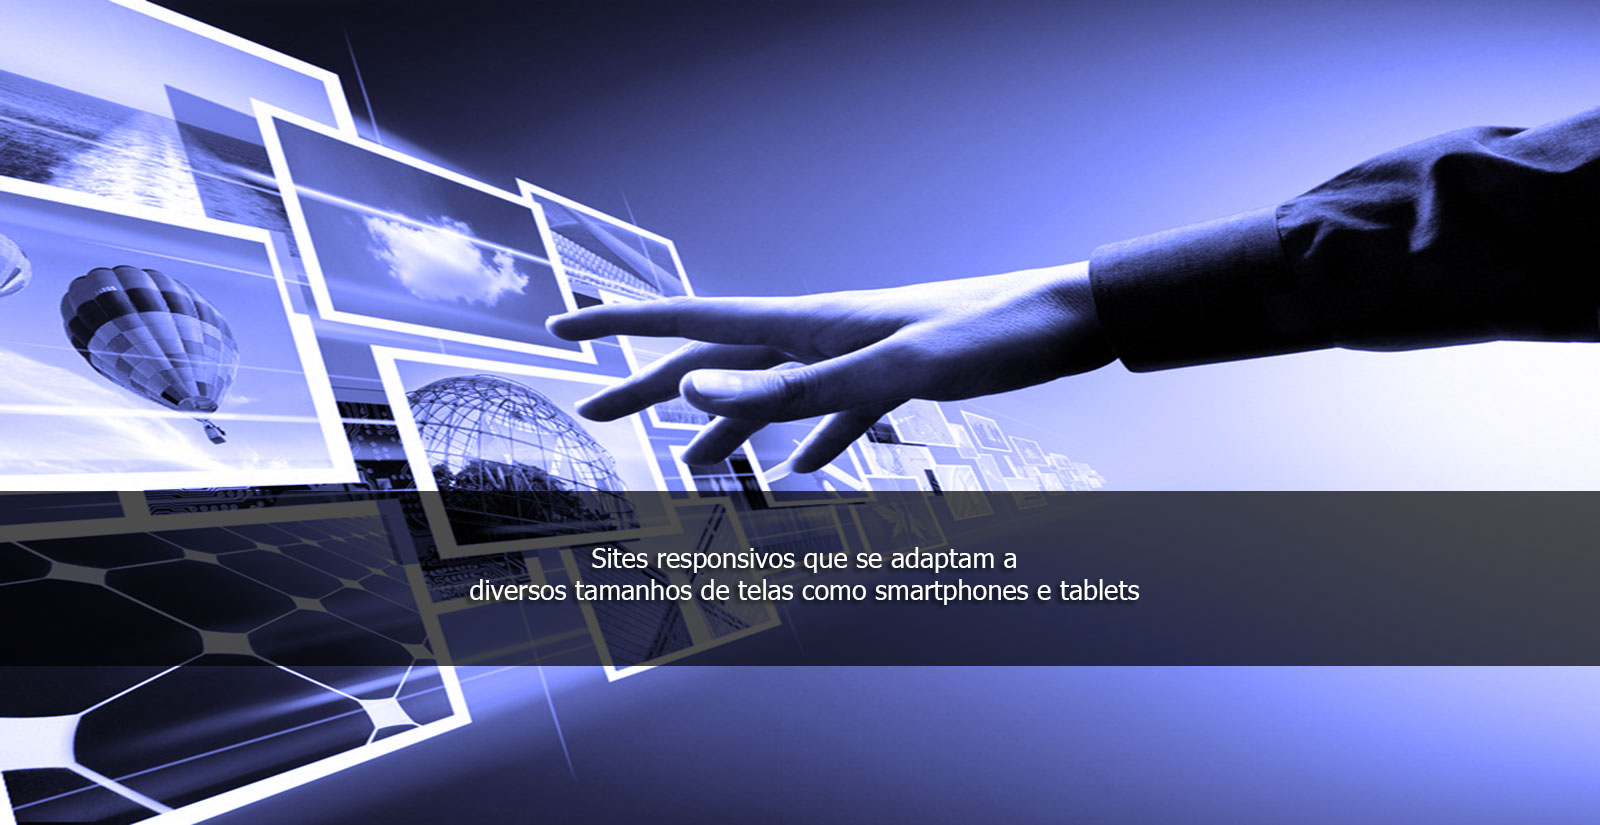 Sites responsivos que se adaptam a
diversos tamanhos de telas como smartphones e tablets